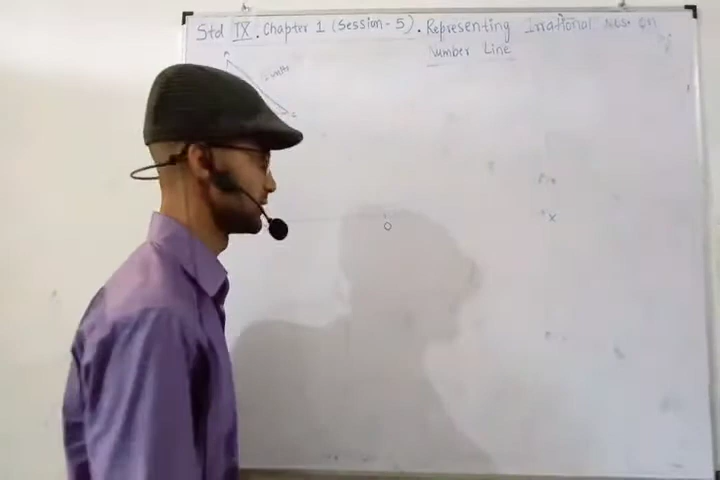 Std IX. Chapter 1 (Session-5). Representing Irrational Nos. on
Number Line
O
X